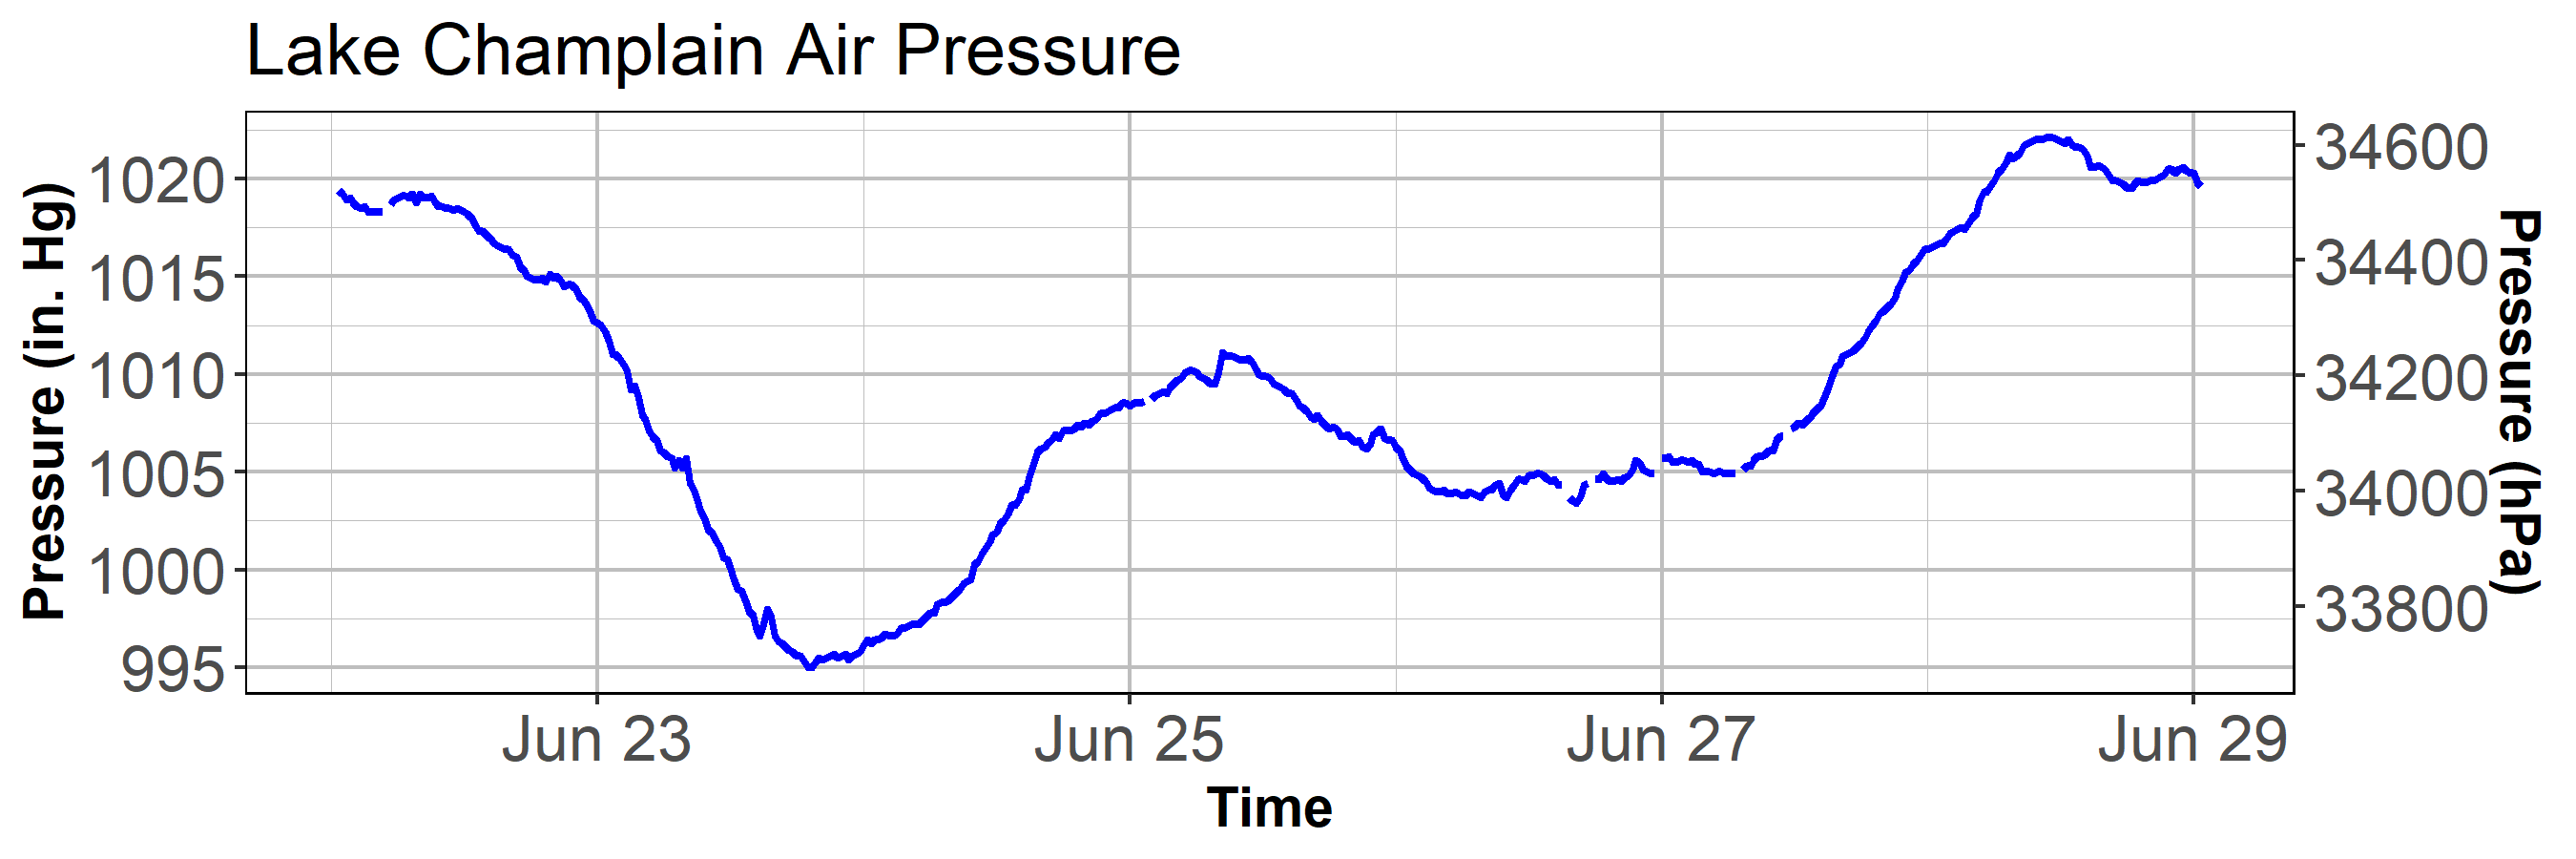 Lake Champlain Air Pressure
Pressure (in. Hg)
1020
1015
1010
1005
1000
995
34600
34400
34200
34000
33800
Pressure (hPa)
Jun 23 Jun 25 Jun 27 Jun 29
Time